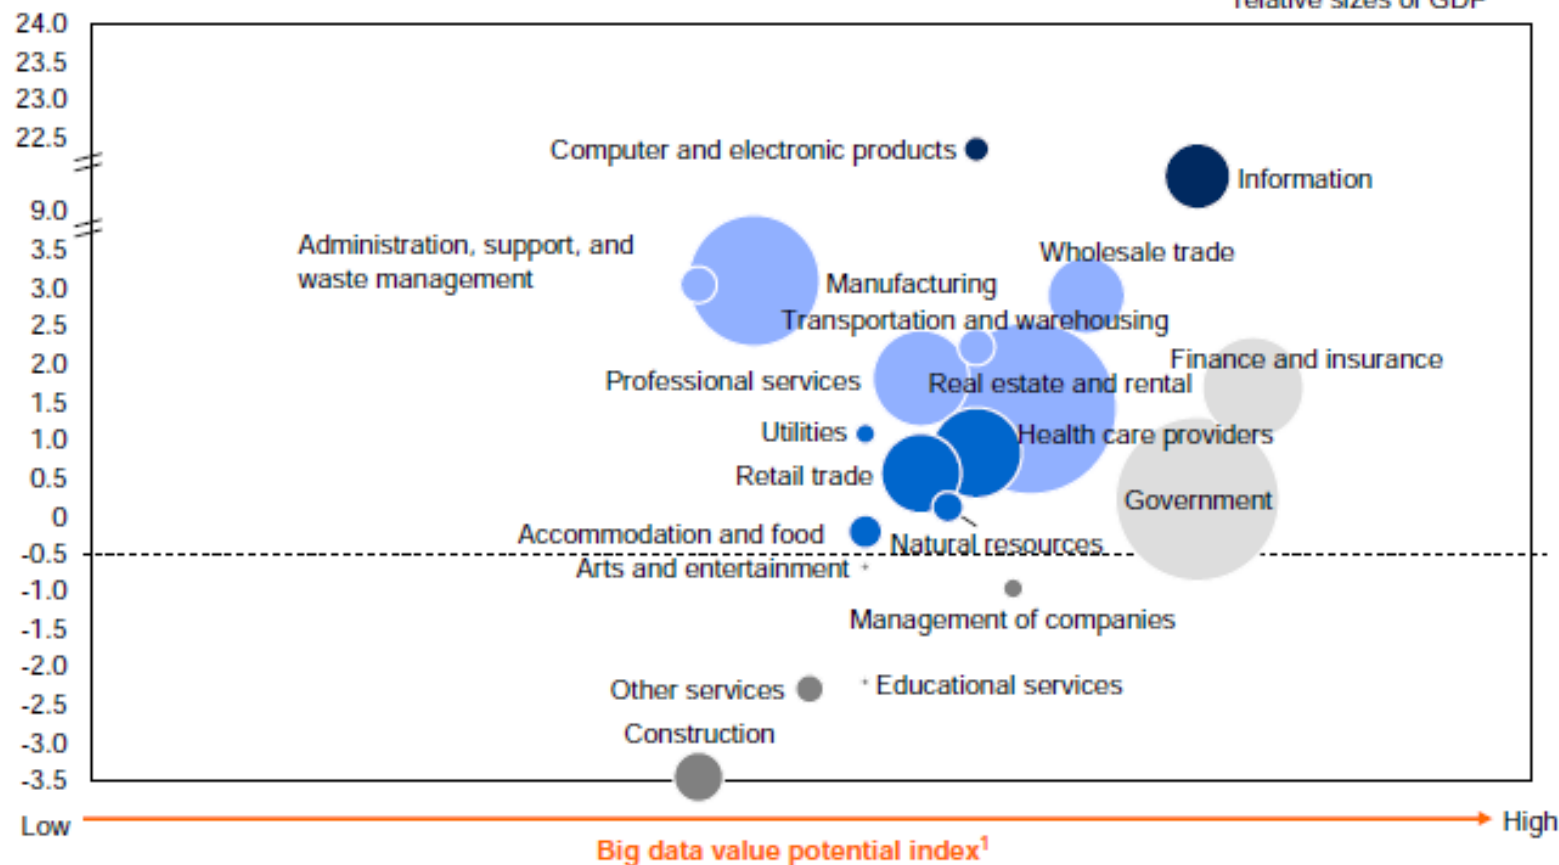 relative sizes of GDP
24.0
23.5
23.0
22.5
9.0
3.5
3.0
2.5
2.0
1.5
1.0
0.5
0
-0.5
-1.0
-1.5
-2.0
-2.5
-3.0
-3.5
Computer and electronic products
Information
Administration, support, and
waste management
Wholesale trade
Manufacturing
Transportation and warehousing
Finance and insurance
Professional services
Real estate and rental
Utilities
Health care providers
Retail trade
Government
Accommodation and food
Natural resources
Arts and entertainment
Management of companies
Other services
Educational services
Construction
Low
High
Big data value potential index1